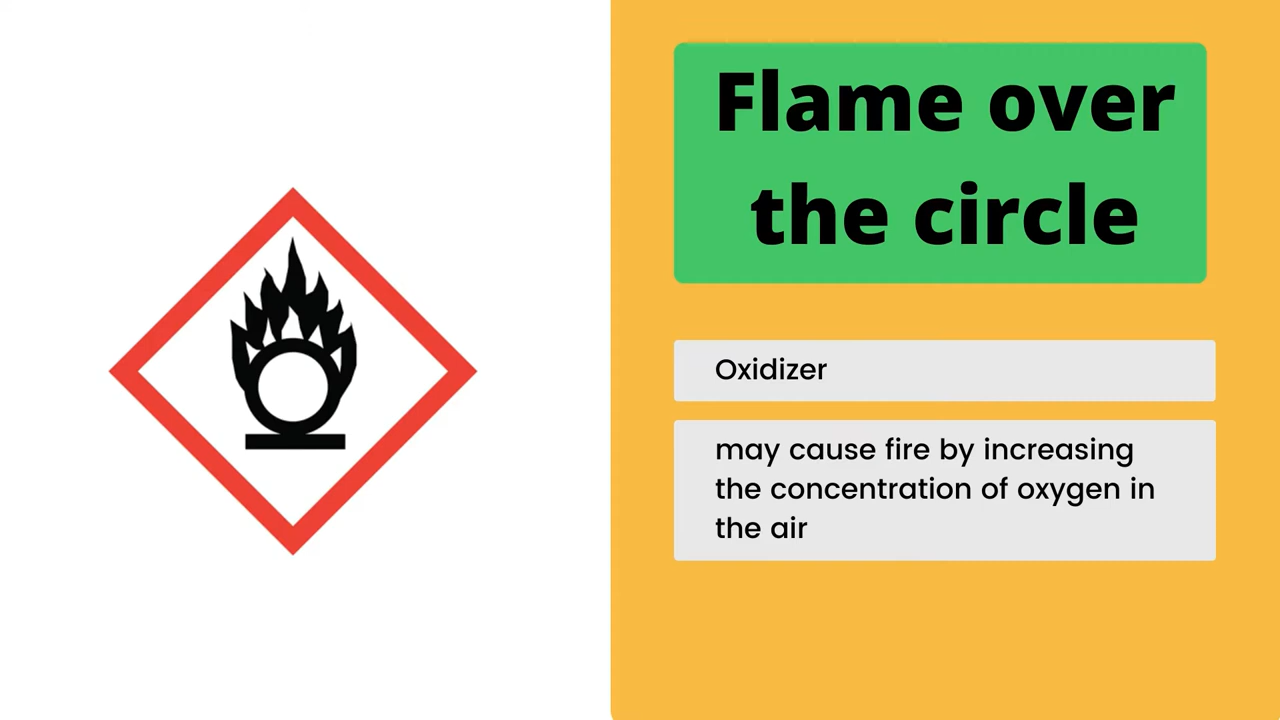 Flame over
the circle
Oxidizer
may cause fire by increasing
the concentration of oxygen in
the air